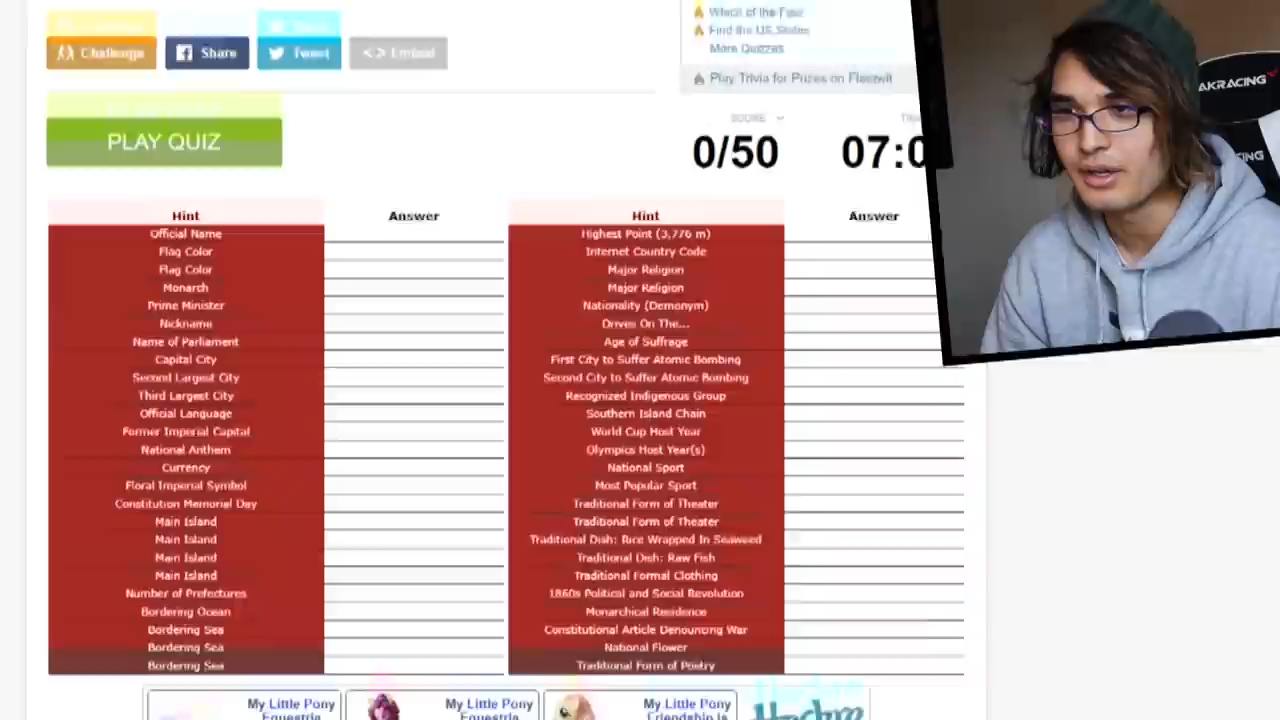 Which of the Four
Find the US States
More Quizzes
Challenge
Share
Tweet
<> Embed
Play Trivia for Prizes on Fleetwit
PLAY QUIZ
SCORE
0/50
07:0
Hint
Answer
Hint
Answer
Official Name
Flag Color
Flag Color
Monarch
Prime Minister
Nickname
Name of Parliament
Capital City
Second Largest City
Third Largest City
Official Language
Former Imperial Capital
National Anthem
Currency
Floral Imperial Symbol
Constitution Memorial Day
Main Island
Main Island
Main Island
Main Island
Number of Prefectures
Bordering Ocean
Bordering Sea
Bordering Sea
Bordering Sea
Highest Point (3,776 m)
Internet Country Code
Major Religion
Major Religion
Nationality (Demonym)
Drives On The...
Age of Suffrage
First City to Suffer Atomic Bombing
Second City to Suffer Atomic Bombing
Recognized Indigenous Group
Southern Island Chain
World Cup Host Year
Olympics Host Year(s)
National Sport
Most Popular Sport
Traditional Form of Theater
Traditional Form of Theater
Traditional Dish: Rice Wrapped In Seaweed
Traditional Dish: Raw Fish
Traditional Formal Clothing
1860s Political and Social Revolution
Monarchical Residence
Constitutional Article Denouncing War
National Flower
Traditional Form of Poetry
AKRACING
ING
My Little Pony
Equestria
My Little Pony
Equestria
My Little Pony
Friendship is